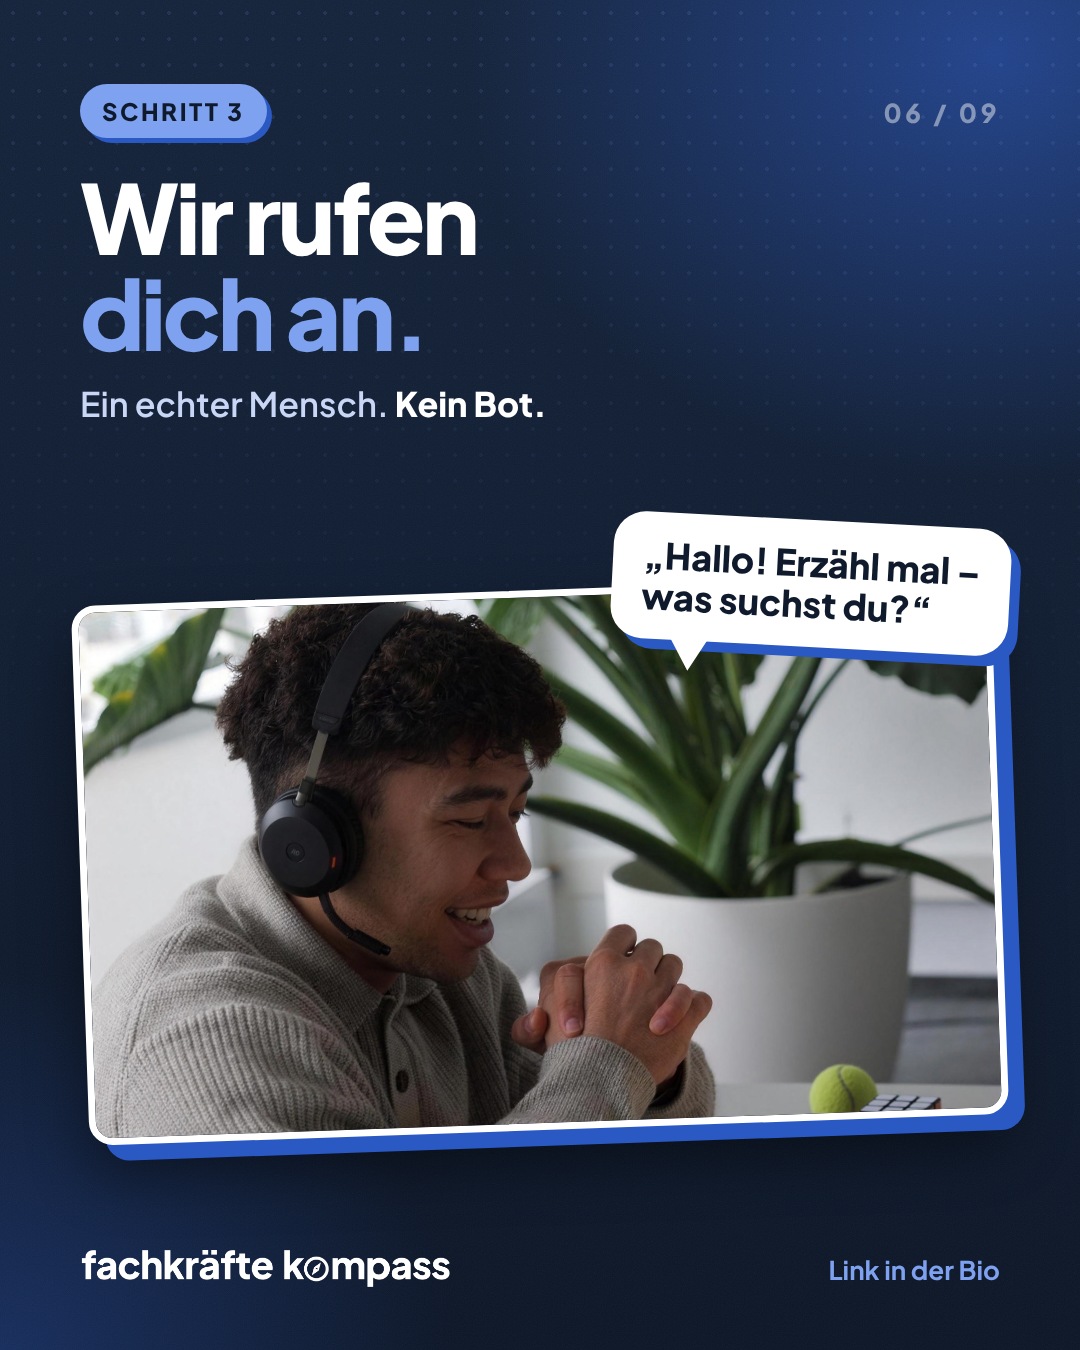 SCHRITT 3
06 / 09
Wir rufen
dich an.
Ein echter Mensch. Kein Bot.
„Hallo! Erzähl mal –
was suchst du?“
fachkräfte kompass
Link in der Bio